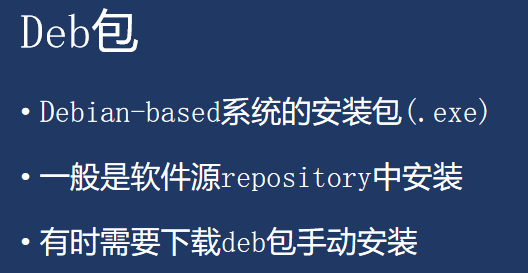 Deb包
• Debian-based系统的安装包(.exe)
• 一般是软件源repository中安装
• 有时需要下载deb包手动安装